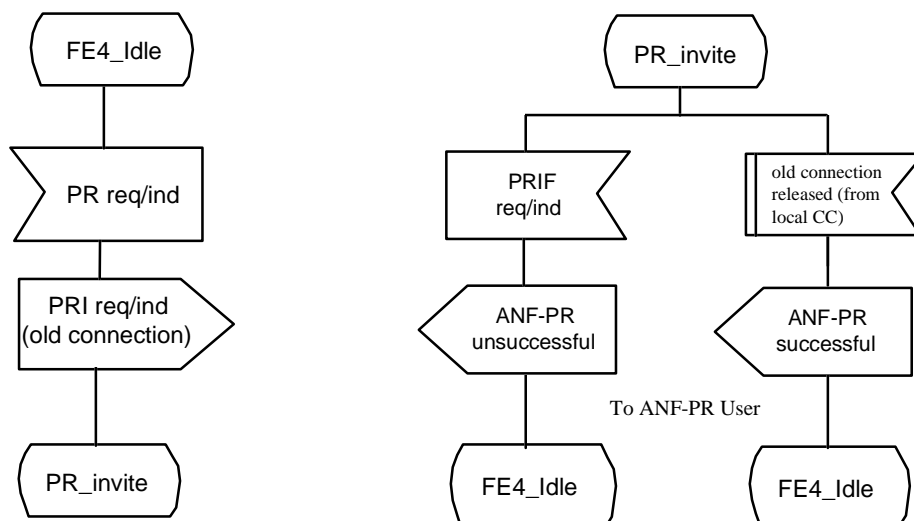 FE4_Idle
PR req/ind
PRI req/ind
(old connection)
PR_invite
PR_invite
PRIF
req/ind
old connection
released (from
local CC)
ANF-PR
unsuccessful
ANF-PR
successful
To ANF-PR User
FE4_Idle
FE4_Idle